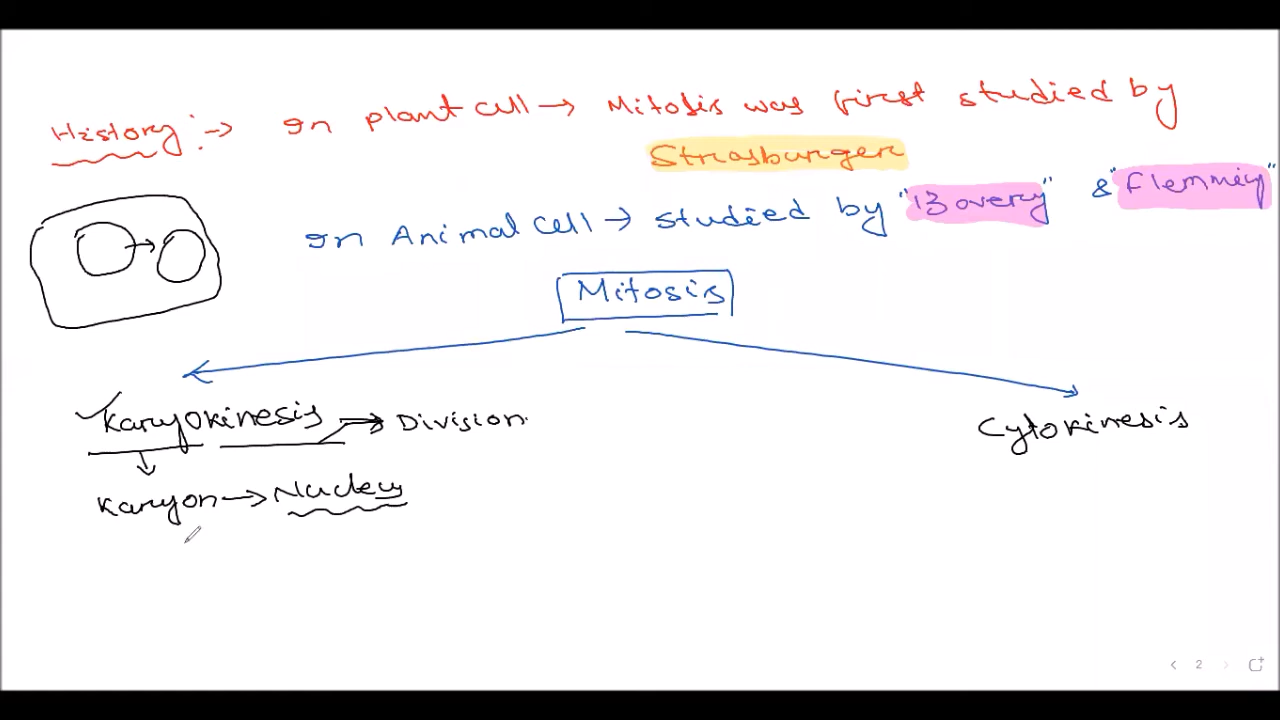 History :→ In plant cell → Mitosis was first studied by
Strasburger
In Animal cell → studied by "Bovery" & "Flemming"
Mitosis
Karyokinesis → Division
Cytokinesis
Karyon → Nucleus
2